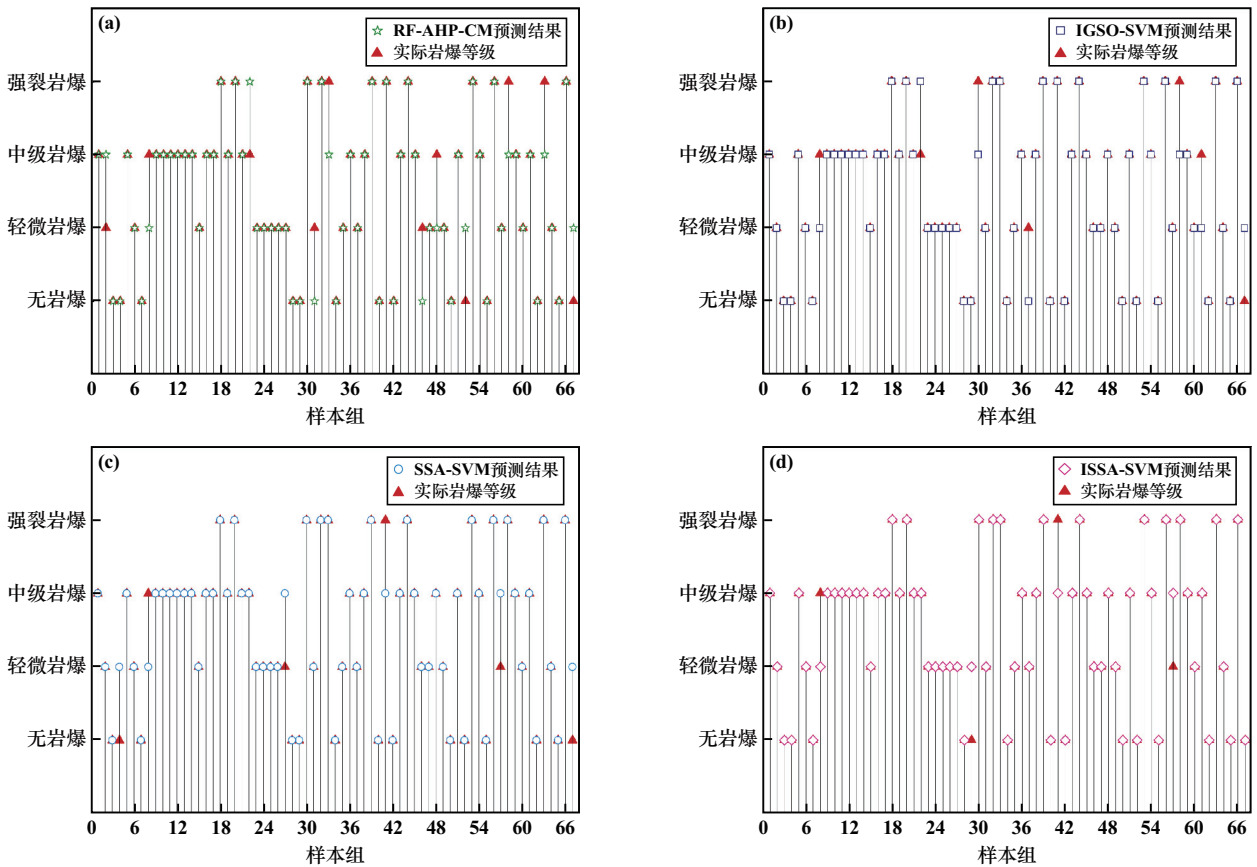 (a)
RF-AHP-CM预测结果
实际岩爆等级
强裂岩爆
中级岩爆
轻微岩爆
无岩爆
0 6 12 18 24 30 36 42 48 54 60 66
样本组
(b)
IGSO-SVM预测结果
实际岩爆等级
强裂岩爆
中级岩爆
轻微岩爆
无岩爆
0 6 12 18 24 30 36 42 48 54 60 66
样本组
(c)
SSA-SVM预测结果
实际岩爆等级
强裂岩爆
中级岩爆
轻微岩爆
无岩爆
0 6 12 18 24 30 36 42 48 54 60 66
样本组
(d)
ISSA-SVM预测结果
实际岩爆等级
强裂岩爆
中级岩爆
轻微岩爆
无岩爆
0 6 12 18 24 30 36 42 48 54 60 66
样本组